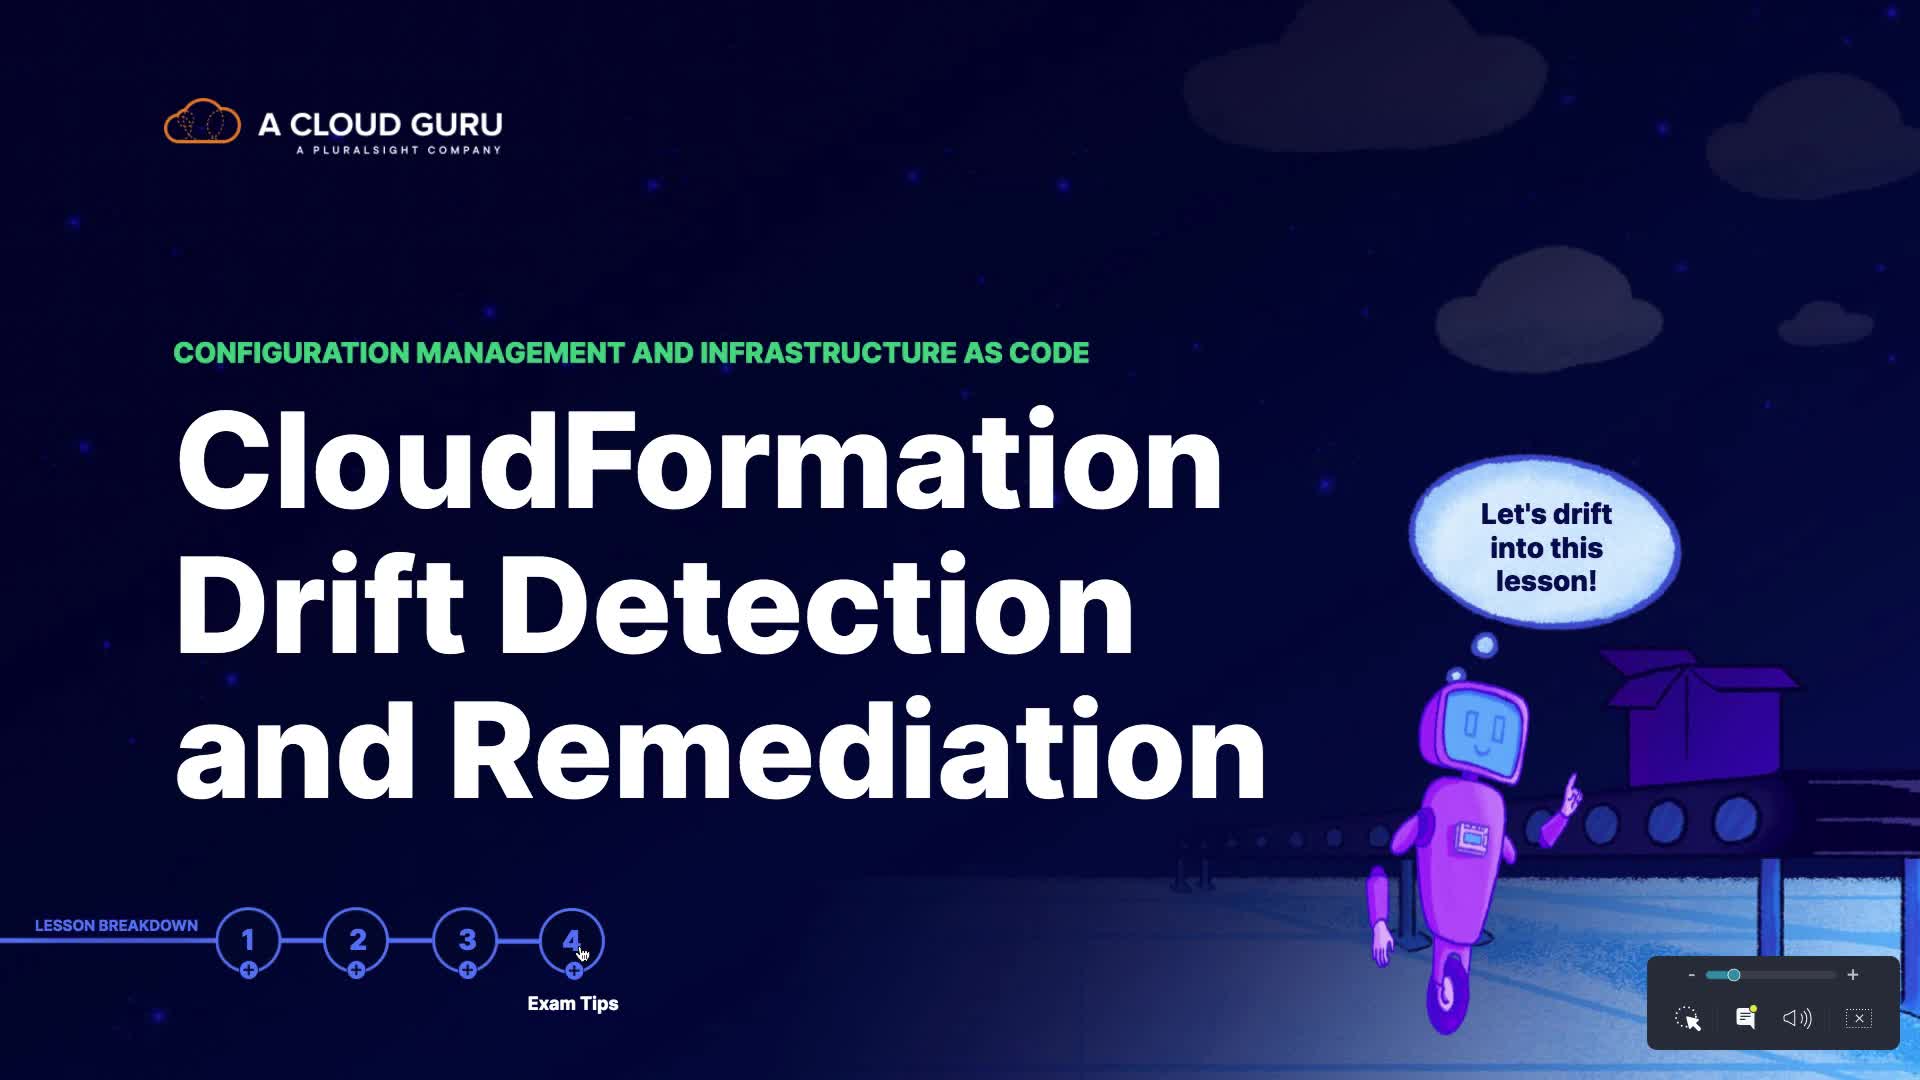 A CLOUD GURU
A PLURALSIGHT COMPANY
CONFIGURATION MANAGEMENT AND INFRASTRUCTURE AS CODE
CloudFormation
Drift Detection
and Remediation
Let's drift
into this
lesson!
LESSON BREAKDOWN
1
2
3
4
Exam Tips